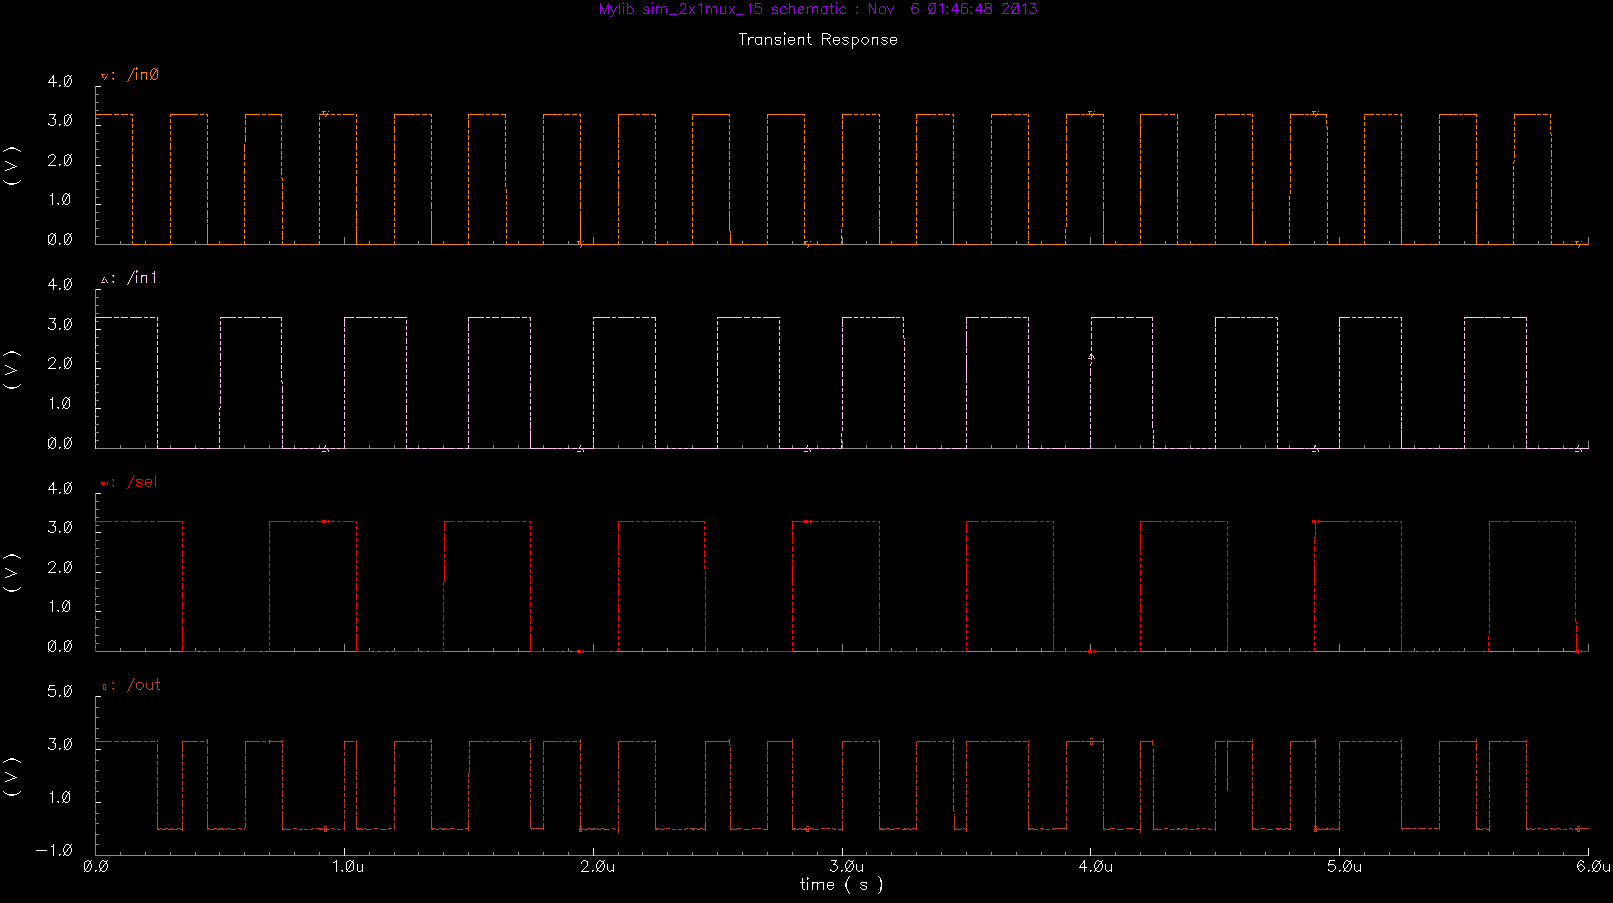 Mylib sim_2x1mux_15 schematic : Nov 6 01:46:48 2013
Transient Response
: /in0
4.0
3.0
2.0
1.0
0.0
( V )
: /in1
4.0
3.0
2.0
1.0
0.0
( V )
: /sel
4.0
3.0
2.0
1.0
0.0
( V )
: /out
5.0
3.0
1.0
-1.0
( V )
0.0 1.0u 2.0u 3.0u 4.0u 5.0u 6.0u
time ( s )